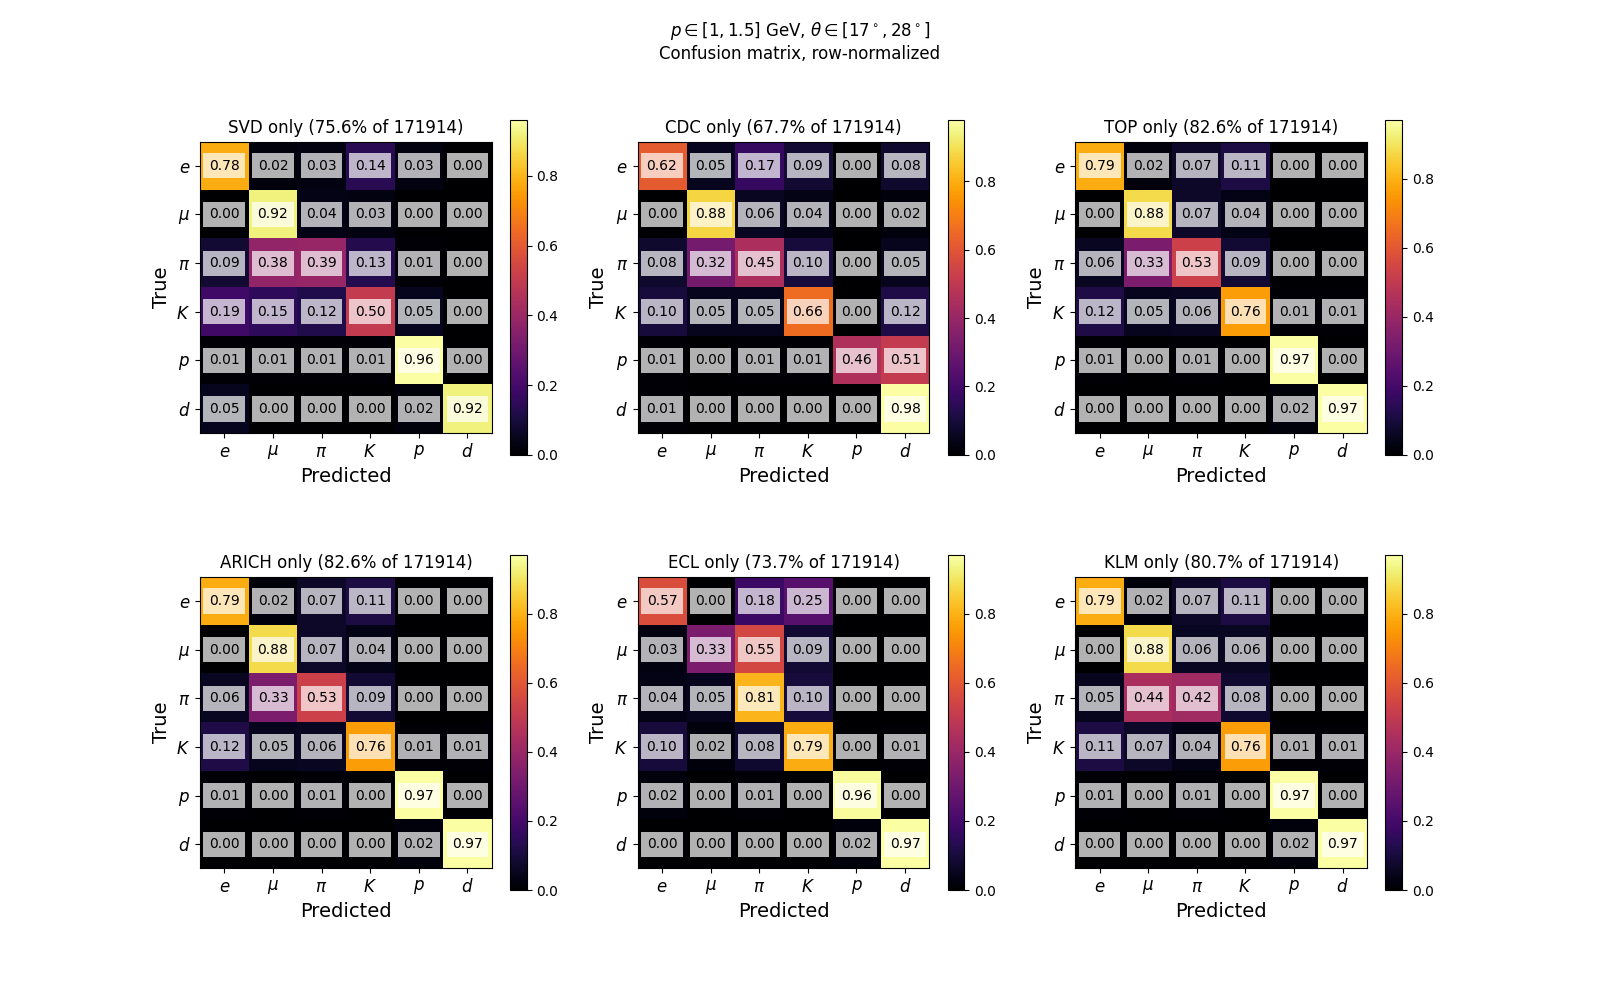 p ∈ [1, 1.5] GeV, θ ∈ [17°, 28°]
Confusion matrix, row-normalized
SVD only (75.6% of 171914)
True
e 0.78 0.02 0.03 0.14 0.03 0.00
μ 0.00 0.92 0.04 0.03 0.00 0.00
π 0.09 0.38 0.39 0.13 0.01 0.00
K 0.19 0.15 0.12 0.50 0.05 0.00
p 0.01 0.01 0.01 0.01 0.96 0.00
d 0.05 0.00 0.00 0.00 0.02 0.92
e μ π K p d
Predicted
0.8
0.6
0.4
0.2
0.0
CDC only (67.7% of 171914)
True
e 0.62 0.05 0.17 0.09 0.00 0.08
μ 0.00 0.88 0.06 0.04 0.00 0.02
π 0.08 0.32 0.45 0.10 0.00 0.05
K 0.10 0.05 0.05 0.66 0.00 0.12
p 0.01 0.00 0.01 0.01 0.46 0.51
d 0.01 0.00 0.00 0.00 0.00 0.98
e μ π K p d
Predicted
0.8
0.6
0.4
0.2
0.0
TOP only (82.6% of 171914)
True
e 0.79 0.02 0.07 0.11 0.00 0.00
μ 0.00 0.88 0.07 0.04 0.00 0.00
π 0.06 0.33 0.53 0.09 0.00 0.00
K 0.12 0.05 0.06 0.76 0.01 0.01
p 0.01 0.00 0.01 0.00 0.97 0.00
d 0.00 0.00 0.00 0.00 0.02 0.97
e μ π K p d
Predicted
0.8
0.6
0.4
0.2
0.0
ARICH only (82.6% of 171914)
True
e 0.79 0.02 0.07 0.11 0.00 0.00
μ 0.00 0.88 0.07 0.04 0.00 0.00
π 0.06 0.33 0.53 0.09 0.00 0.00
K 0.12 0.05 0.06 0.76 0.01 0.01
p 0.01 0.00 0.01 0.00 0.97 0.00
d 0.00 0.00 0.00 0.00 0.02 0.97
e μ π K p d
Predicted
0.8
0.6
0.4
0.2
0.0
ECL only (73.7% of 171914)
True
e 0.57 0.00 0.18 0.25 0.00 0.00
μ 0.03 0.33 0.55 0.09 0.00 0.00
π 0.04 0.05 0.81 0.10 0.00 0.00
K 0.10 0.02 0.08 0.79 0.00 0.01
p 0.02 0.00 0.01 0.00 0.96 0.00
d 0.00 0.00 0.00 0.00 0.02 0.97
e μ π K p d
Predicted
0.8
0.6
0.4
0.2
0.0
KLM only (80.7% of 171914)
True
e 0.79 0.02 0.07 0.11 0.00 0.00
μ 0.00 0.88 0.06 0.06 0.00 0.00
π 0.05 0.44 0.42 0.08 0.00 0.00
K 0.11 0.07 0.04 0.76 0.01 0.01
p 0.01 0.00 0.01 0.00 0.97 0.00
d 0.00 0.00 0.00 0.00 0.02 0.97
e μ π K p d
Predicted
0.8
0.6
0.4
0.2
0.0